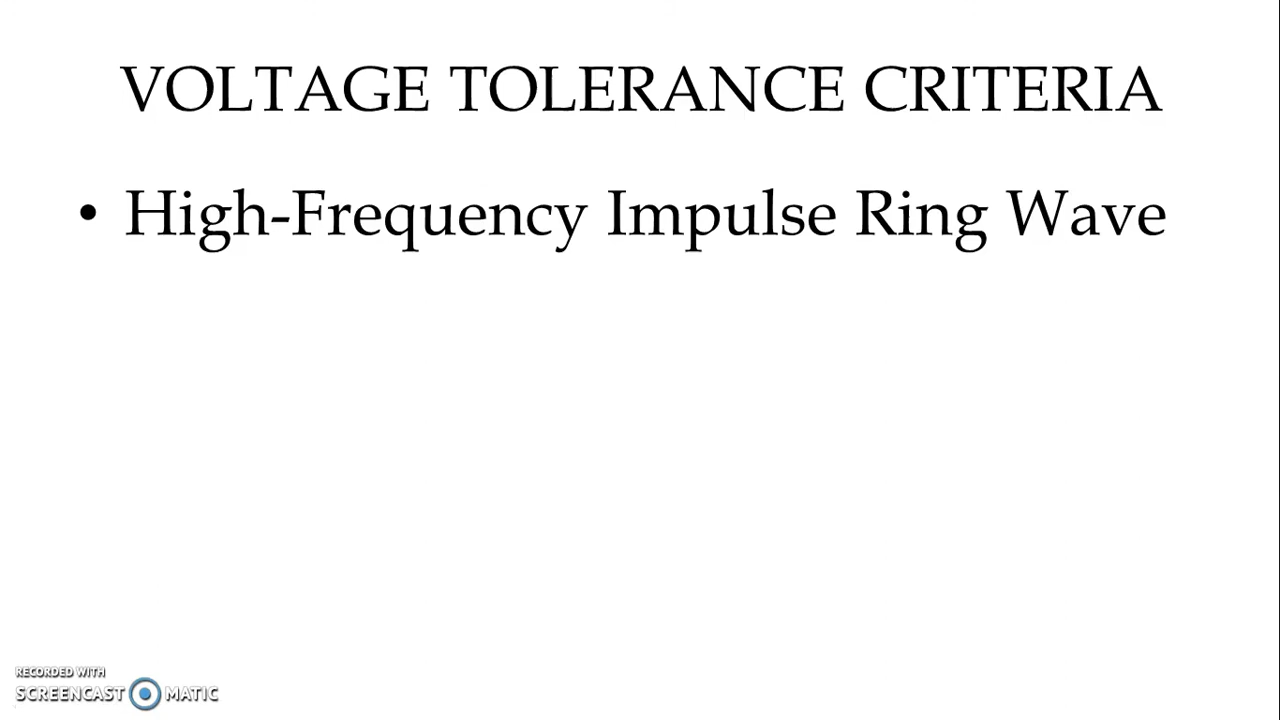 VOLTAGE TOLERANCE CRITERIA
• High-Frequency Impulse Ring Wave
RECORDED WITH
SCREENCAST MATIC